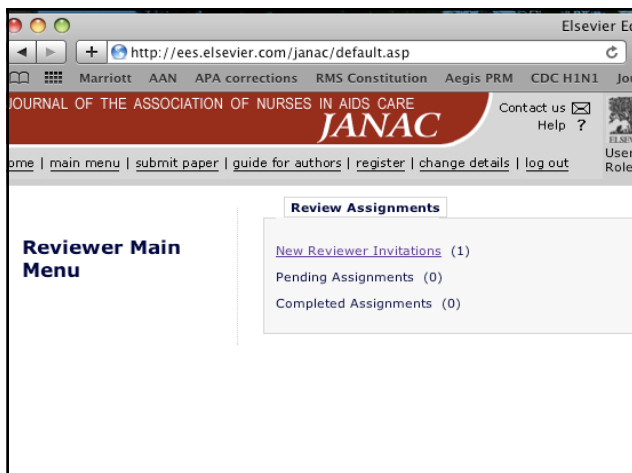 Elsevier Ed
http://ees.elsevier.com/janac/default.asp
Marriott AAN APA corrections RMS Constitution Aegis PRM CDC H1N1 Jou
JOURNAL OF THE ASSOCIATION OF NURSES IN AIDS CARE
JANAC
Contact us
Help ?
ome | main menu | submit paper | guide for authors | register | change details | log out
User
Role
Review Assignments
Reviewer Main
Menu
New Reviewer Invitations (1)
Pending Assignments (0)
Completed Assignments (0)